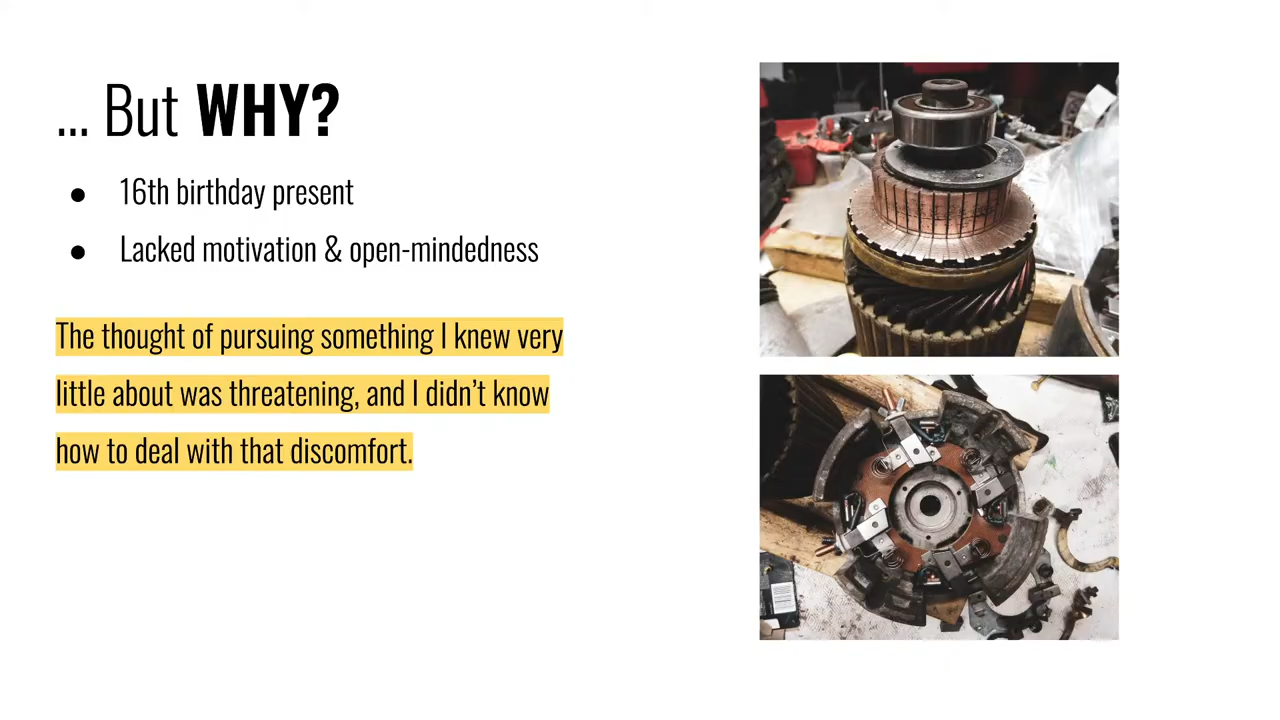 ... But WHY?
● 16th birthday present
● Lacked motivation & open-mindedness
The thought of pursuing something I knew very
little about was threatening, and I didn’t know
how to deal with that discomfort.